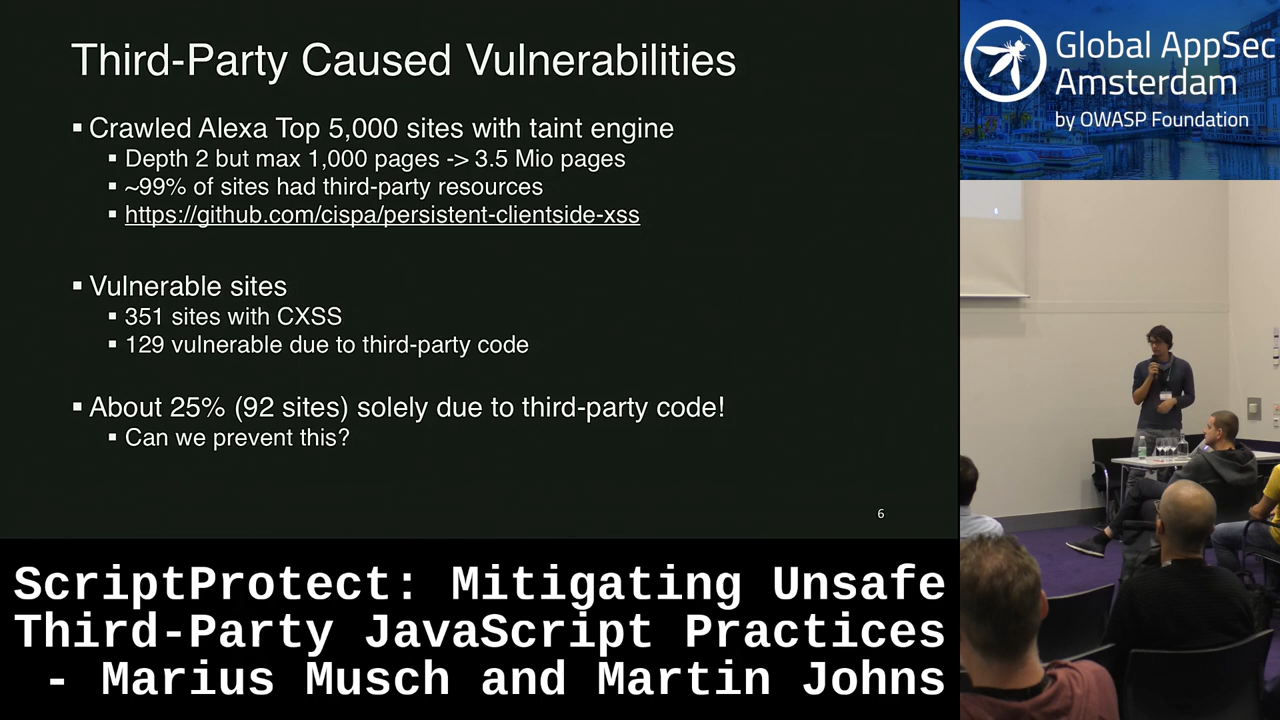 Third-Party Caused Vulnerabilities
▪ Crawled Alexa Top 5,000 sites with taint engine
▪ Depth 2 but max 1,000 pages -> 3.5 Mio pages
▪ ~99% of sites had third-party resources
▪ https://github.com/cispa/persistent-clientside-xss
▪ Vulnerable sites
▪ 351 sites with CXSS
▪ 129 vulnerable due to third-party code
▪ About 25% (92 sites) solely due to third-party code!
▪ Can we prevent this?
6
Global AppSec
Amsterdam
by OWASP Foundation
ScriptProtect: Mitigating Unsafe
Third-Party JavaScript Practices
- Marius Musch and Martin Johns